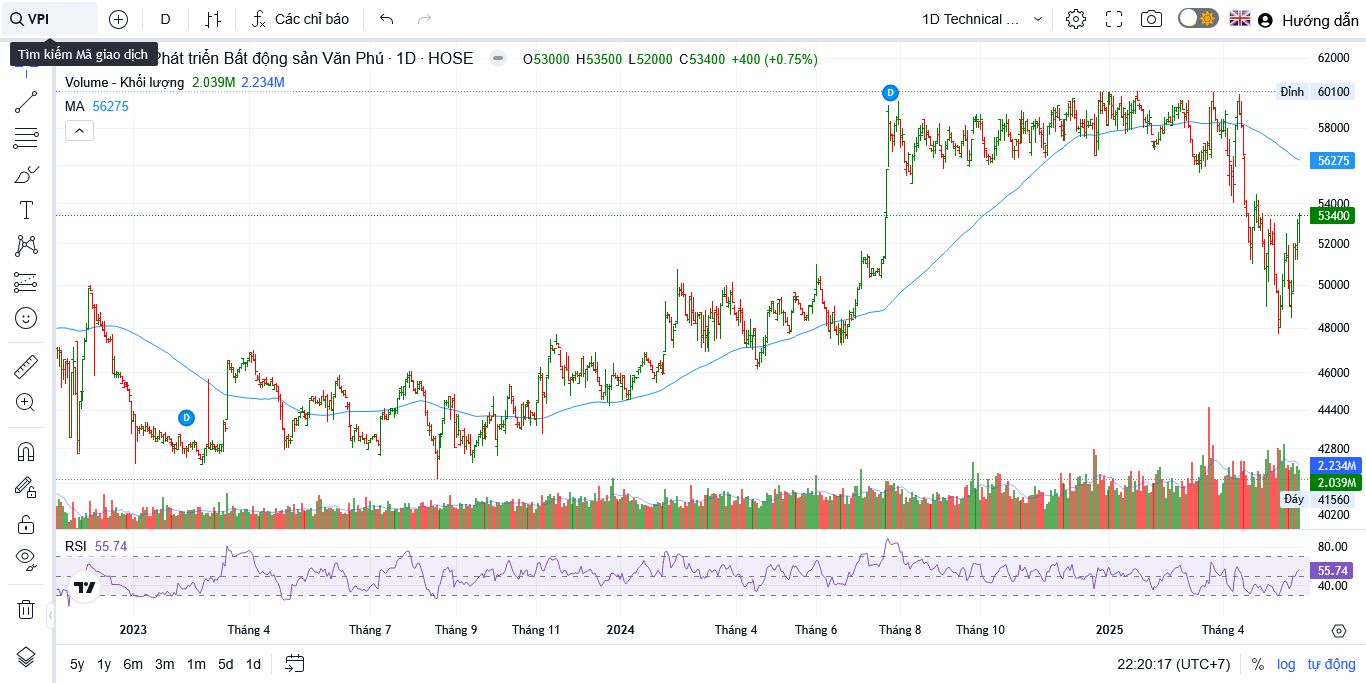 VPI D Các chỉ báo 1D Technical ... Hướng dẫn
Tìm kiếm Mã giao dịch
Phát triển Bất động sản Văn Phú · 1D · HOSE O53000 H53500 L52000 C53400 +400 (+0.75%)
Volume - Khối lượng 2.039M 2.234M
MA 56275
62000
D
Đỉnh 60100
58000
56275
54000
53400
52000
50000
48000
46000
D
44400
42800
2.234M
2.039M
Đáy 41560
40200
RSI 55.74
80.00
55.74
40.00
2023 Tháng 4 Tháng 7 Tháng 9 Tháng 11 2024 Tháng 4 Tháng 6 Tháng 8 Tháng 10 2025 Tháng 4
5y 1y 6m 3m 1m 5d 1d 22:20:17 (UTC+7) % log tự động